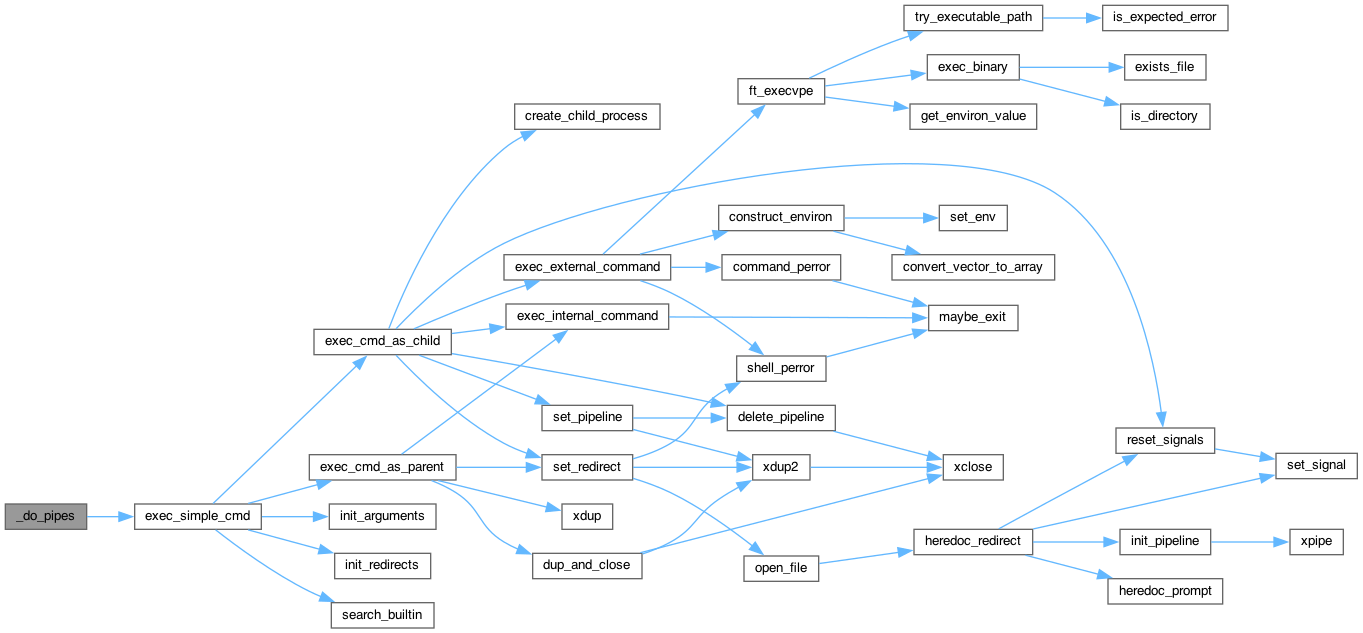 try_executable_path
is_expected_error
exec_binary
exists_file
ft_execvpe
create_child_process
get_environ_value
is_directory
construct_environ
set_env
exec_external_command
command_perror
convert_vector_to_array
exec_internal_command
maybe_exit
exec_cmd_as_child
shell_perror
set_pipeline
delete_pipeline
reset_signals
exec_cmd_as_parent
set_redirect
xdup2
xclose
set_signal
_do_pipes
exec_simple_cmd
init_arguments
xdup
heredoc_redirect
init_pipeline
xpipe
init_redirects
dup_and_close
open_file
heredoc_prompt
search_builtin